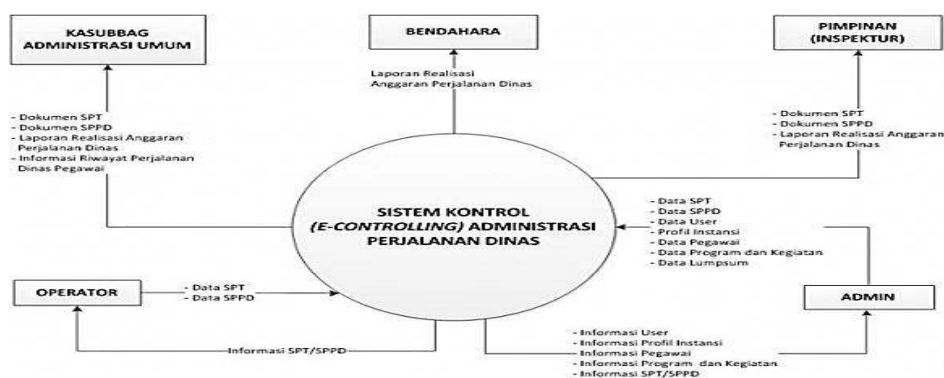 KASUBBAG
ADMINISTRASI UMUM
BENDAHARA
PIMPINAN
(INSPEKTUR)
Laporan Realisasi
Anggaran Perjalanan Dinas
- Dokumen SPT
- Dokumen SPPD
- Laporan Realisasi Anggaran
Perjalanan Dinas
- Informasi Riwayat Perjalanan
Dinas Pegawai
- Dokumen SPT
- Dokumen SPPD
- Laporan Realisasi Anggaran
Perjalanan Dinas
SISTEM KONTROL
(E-CONTROLLING) ADMINISTRASI
PERJALANAN DINAS
- Data SPT
- Data SPPD
- Data User
- Profil Instansi
- Data Pegawai
- Data Program dan Kegiatan
- Data Lumpsum
OPERATOR
- Data SPT
- Data SPPD
ADMIN
Informasi SPT/SPPD
- Informasi User
- Informasi Profil Instansi
Informasi Pegawai
- Informasi Program dan Kegiatan
- Informasi SPT/SPPD